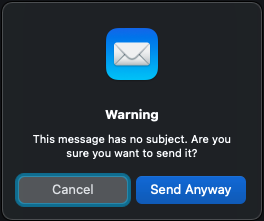 Warning
This message has no subject. Are you
sure you want to send it?
Cancel
Send Anyway